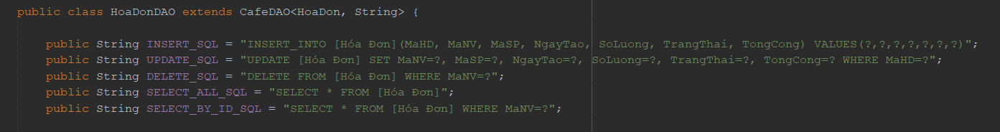 public class HoaDonDAO extends CafeDAO<HoaDon, String> {
public String INSERT_SQL = "INSERT_INTO [Hóa Đơn](MaHD, MaNV, MaSP, NgayTao, SoLuong, TrangThai, TongCong) VALUES(?,?,?,?,?,?,?)";
public String UPDATE_SQL = "UPDATE [Hóa Đơn] SET MaNV=?, MaSP=?, NgayTao=?, SoLuong=?, TrangThai=?, TongCong=? WHERE MaHD=?";
public String DELETE_SQL = "DELETE FROM [Hóa Đơn] WHERE MaNV=?";
public String SELECT_ALL_SQL = "SELECT * FROM [Hóa Đơn]";
public String SELECT_BY_ID_SQL = "SELECT * FROM [Hóa Đơn] WHERE MaNV=?";